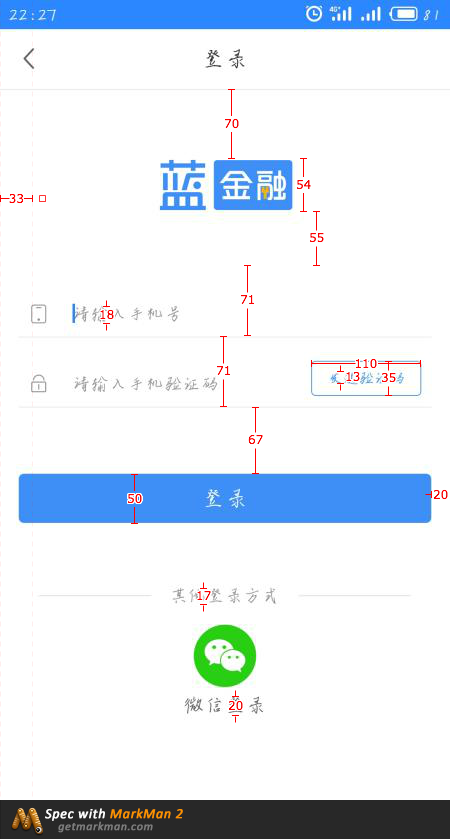 22:27 4G 81
登录
70
蓝 金融 54
33
55
71
请输入手机号 18
71
请输入手机验证码 110
发送验证码 13 35
67
50 登录 20
其他登录方式 17
微信登录 20
Spec with MarkMan 2
getmarkman.com